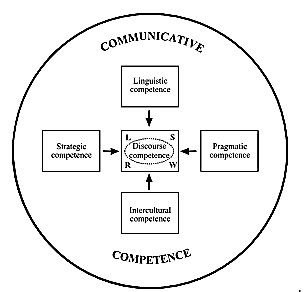 COMMUNICATIVE
Linguistic
competence
L S
Strategic
competence
Discourse
competence
Pragmatic
competence
R W
Intercultural
competence
COMPETENCE